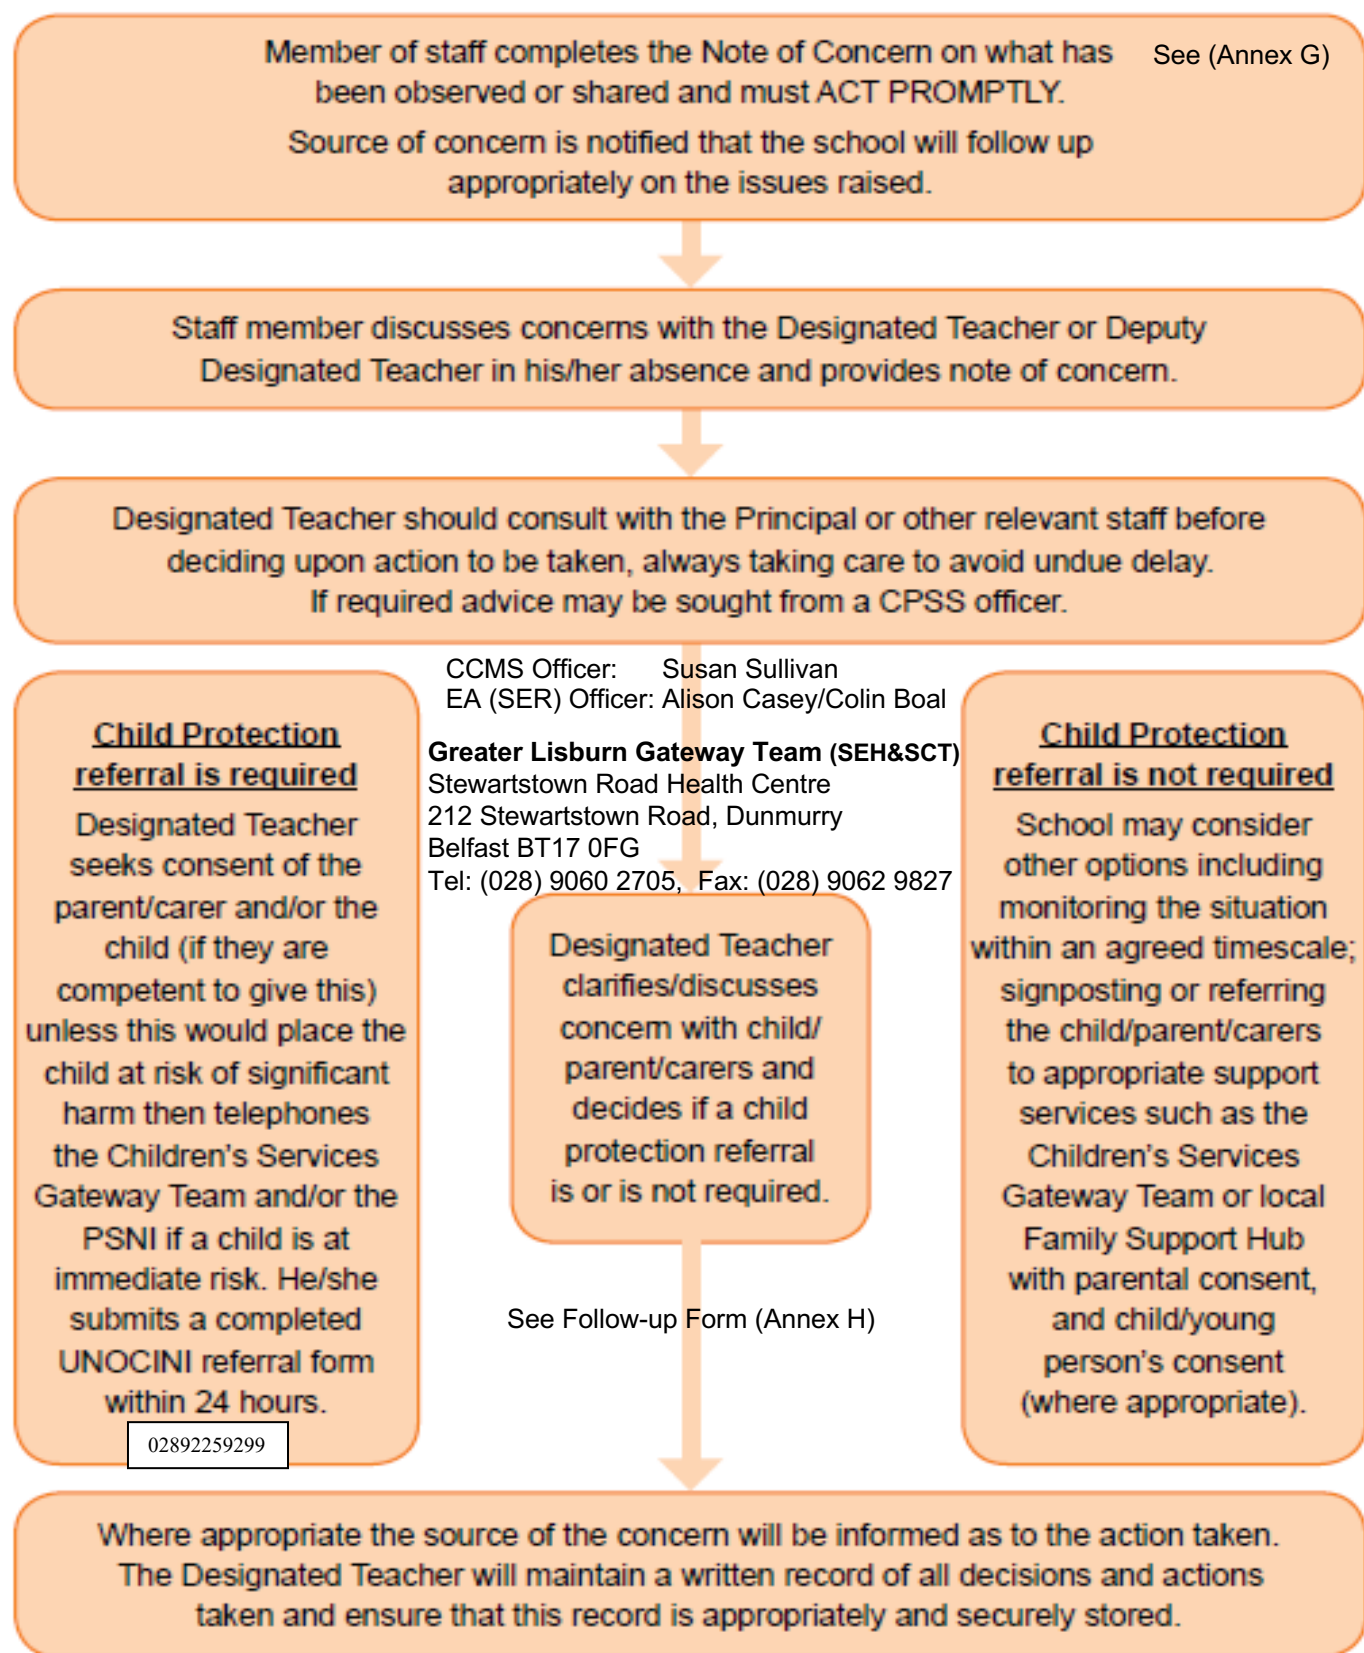 Member of staff completes the Note of Concern on what has
been observed or shared and must ACT PROMPTLY.
See (Annex G)
Source of concern is notified that the school will follow up
appropriately on the issues raised.
Staff member discusses concerns with the Designated Teacher or Deputy
Designated Teacher in his/her absence and provides note of concern.
Designated Teacher should consult with the Principal or other relevant staff before
deciding upon action to be taken, always taking care to avoid undue delay.
If required advice may be sought from a CPSS officer.
CCMS Officer: Susan Sullivan
EA (SER) Officer: Alison Casey/Colin Boal
Greater Lisburn Gateway Team (SEH&SCT)
Stewartstown Road Health Centre
212 Stewartstown Road, Dunmurry
Belfast BT17 0FG
Tel: (028) 9060 2705, Fax: (028) 9062 9827
Child Protection
referral is required
Designated Teacher
seeks consent of the
parent/carer and/or the
child (if they are
competent to give this)
unless this would place the
child at risk of significant
harm then telephones
the Children's Services
Gateway Team and/or the
PSNI if a child is at
immediate risk. He/she
submits a completed
UNOCINI referral form
within 24 hours.
02892259299
Designated Teacher
clarifies/discusses
concern with child/
parent/carers and
decides if a child
protection referral
is or is not required.
See Follow-up Form (Annex H)
Child Protection
referral is not required
School may consider
other options including
monitoring the situation
within an agreed timescale;
signposting or referring
the child/parent/carers
to appropriate support
services such as the
Children's Services
Gateway Team or local
Family Support Hub
with parental consent,
and child/young
person's consent
(where appropriate).
Where appropriate the source of the concern will be informed as to the action taken.
The Designated Teacher will maintain a written record of all decisions and actions
taken and ensure that this record is appropriately and securely stored.